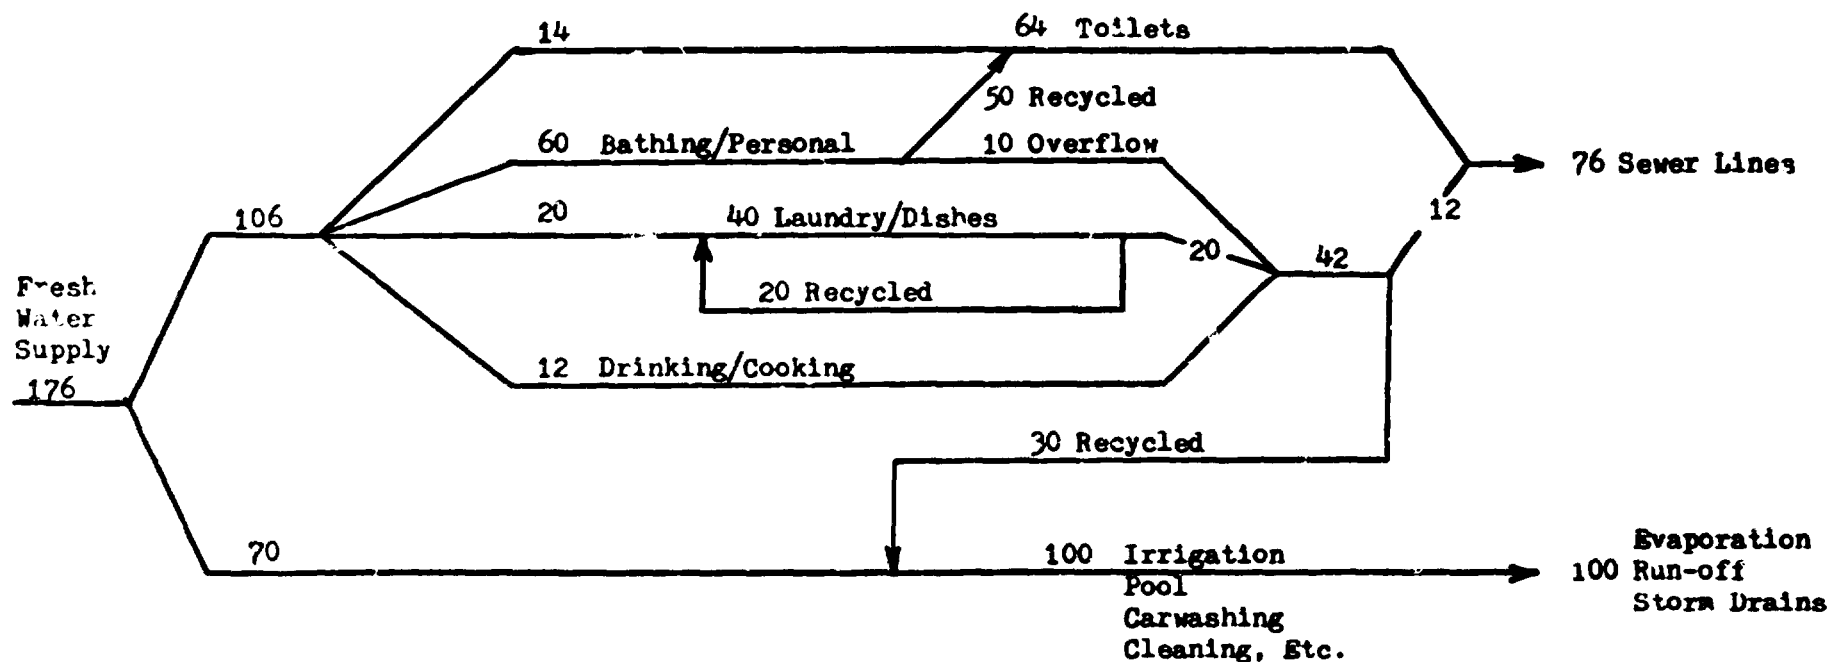 14
64 Toilets
50 Recycled
60 Bathing/Personal
10 Overflow
76 Sewer Lines
12
106
20
40 Laundry/Dishes
20
42
20 Recycled
Fresh
Water
Supply
176
12 Drinking/Cooking
30 Recycled
70
100 Irrigation
Pool
Carwashing
Cleaning, Etc.
100 Evaporation
Run-off
Storm Drains